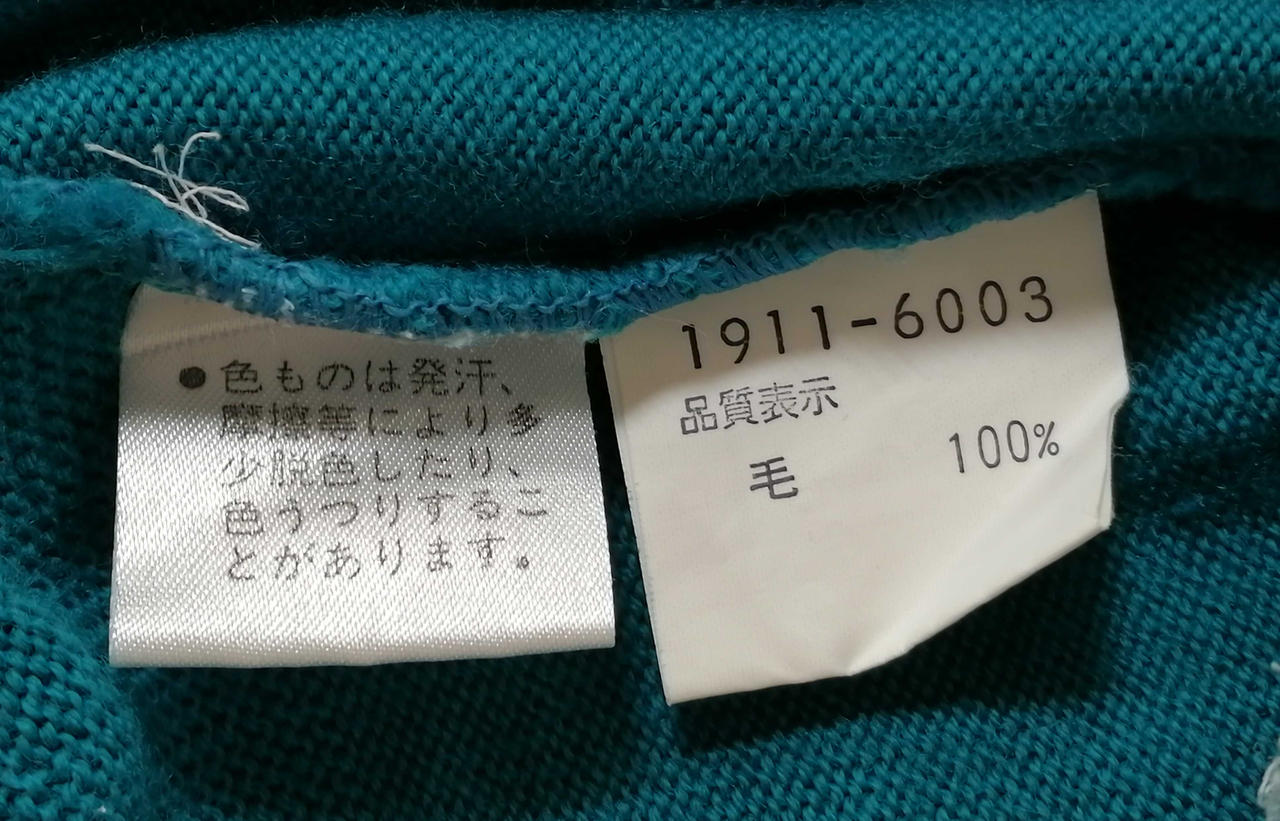 ●色ものは発汗、
摩擦等により多
少脱色したり、
色うつりするこ
とがあります。
1911-6003
品質表示
毛 100%